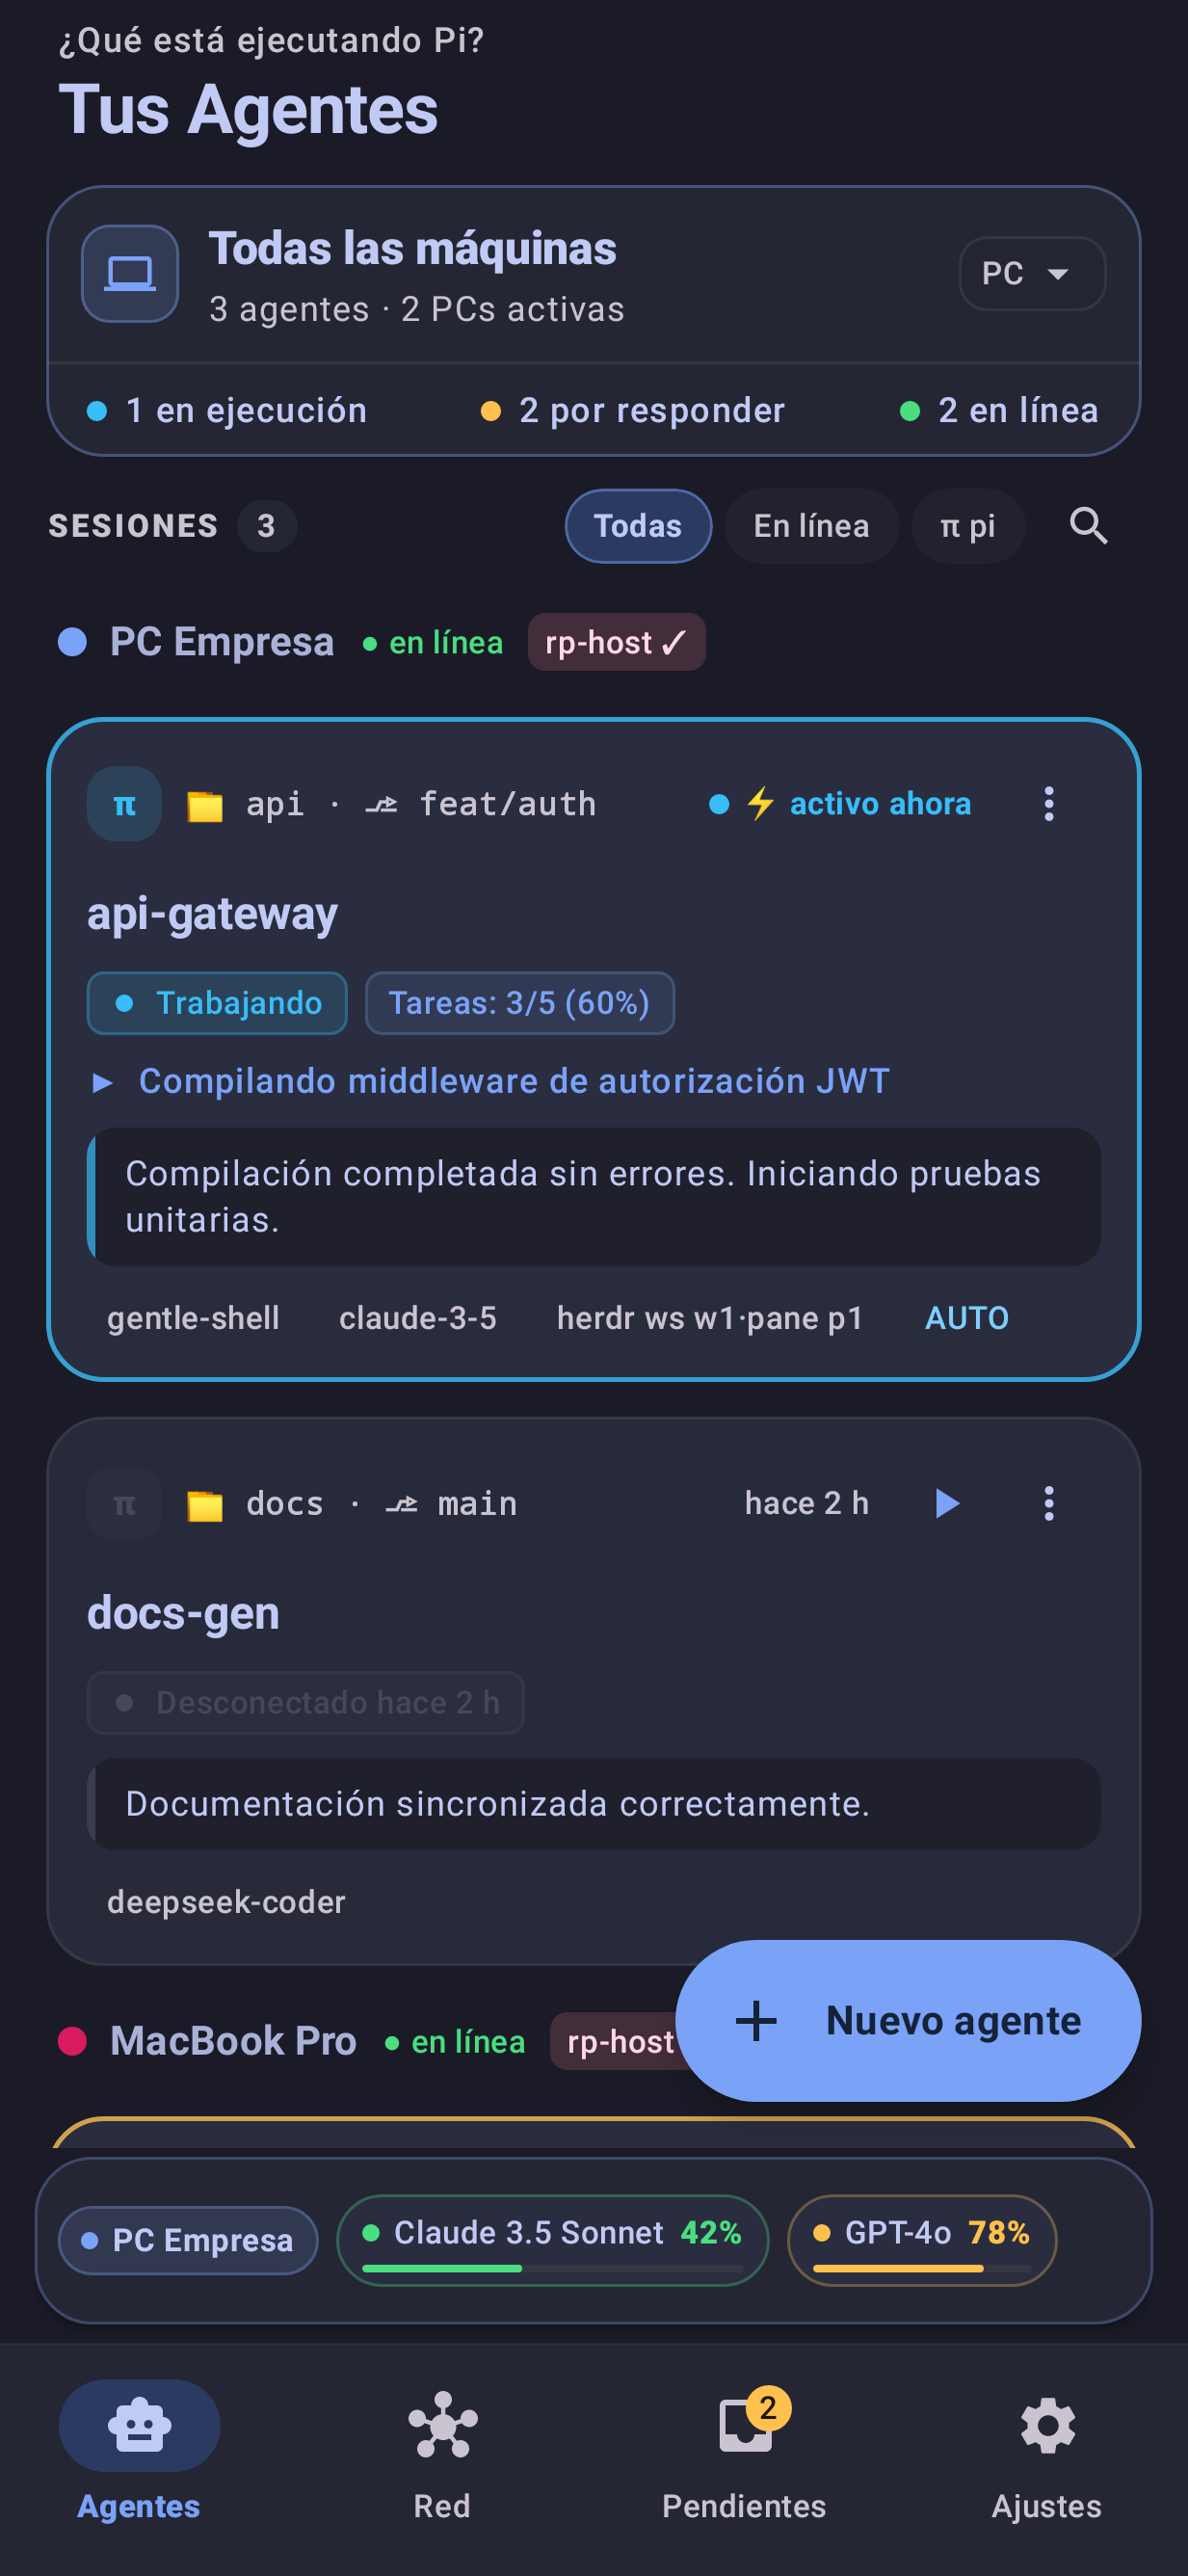 ¿Qué está ejecutando Pi?
Tus Agentes
Todas las máquinas
3 agentes · 2 PCs activas
PC
1 en ejecución
2 por responder
2 en línea
SESIONES 3
Todas
En línea
π pi
PC Empresa
en línea
rp-host ✓
π
api · feat/auth
⚡ activo ahora
api-gateway
Trabajando
Tareas: 3/5 (60%)
► Compilando middleware de autorización JWT
Compilación completada sin errores. Iniciando pruebas
unitarias.
gentle-shell
claude-3-5
herdr ws w1·pane p1
AUTO
π
docs · main
hace 2 h
docs-gen
Desconectado hace 2 h
Documentación sincronizada correctamente.
deepseek-coder
MacBook Pro
en línea
rp-host
+ Nuevo agente
PC Empresa
Claude 3.5 Sonnet 42%
GPT-4o 78%
2
Agentes
Red
Pendientes
Ajustes